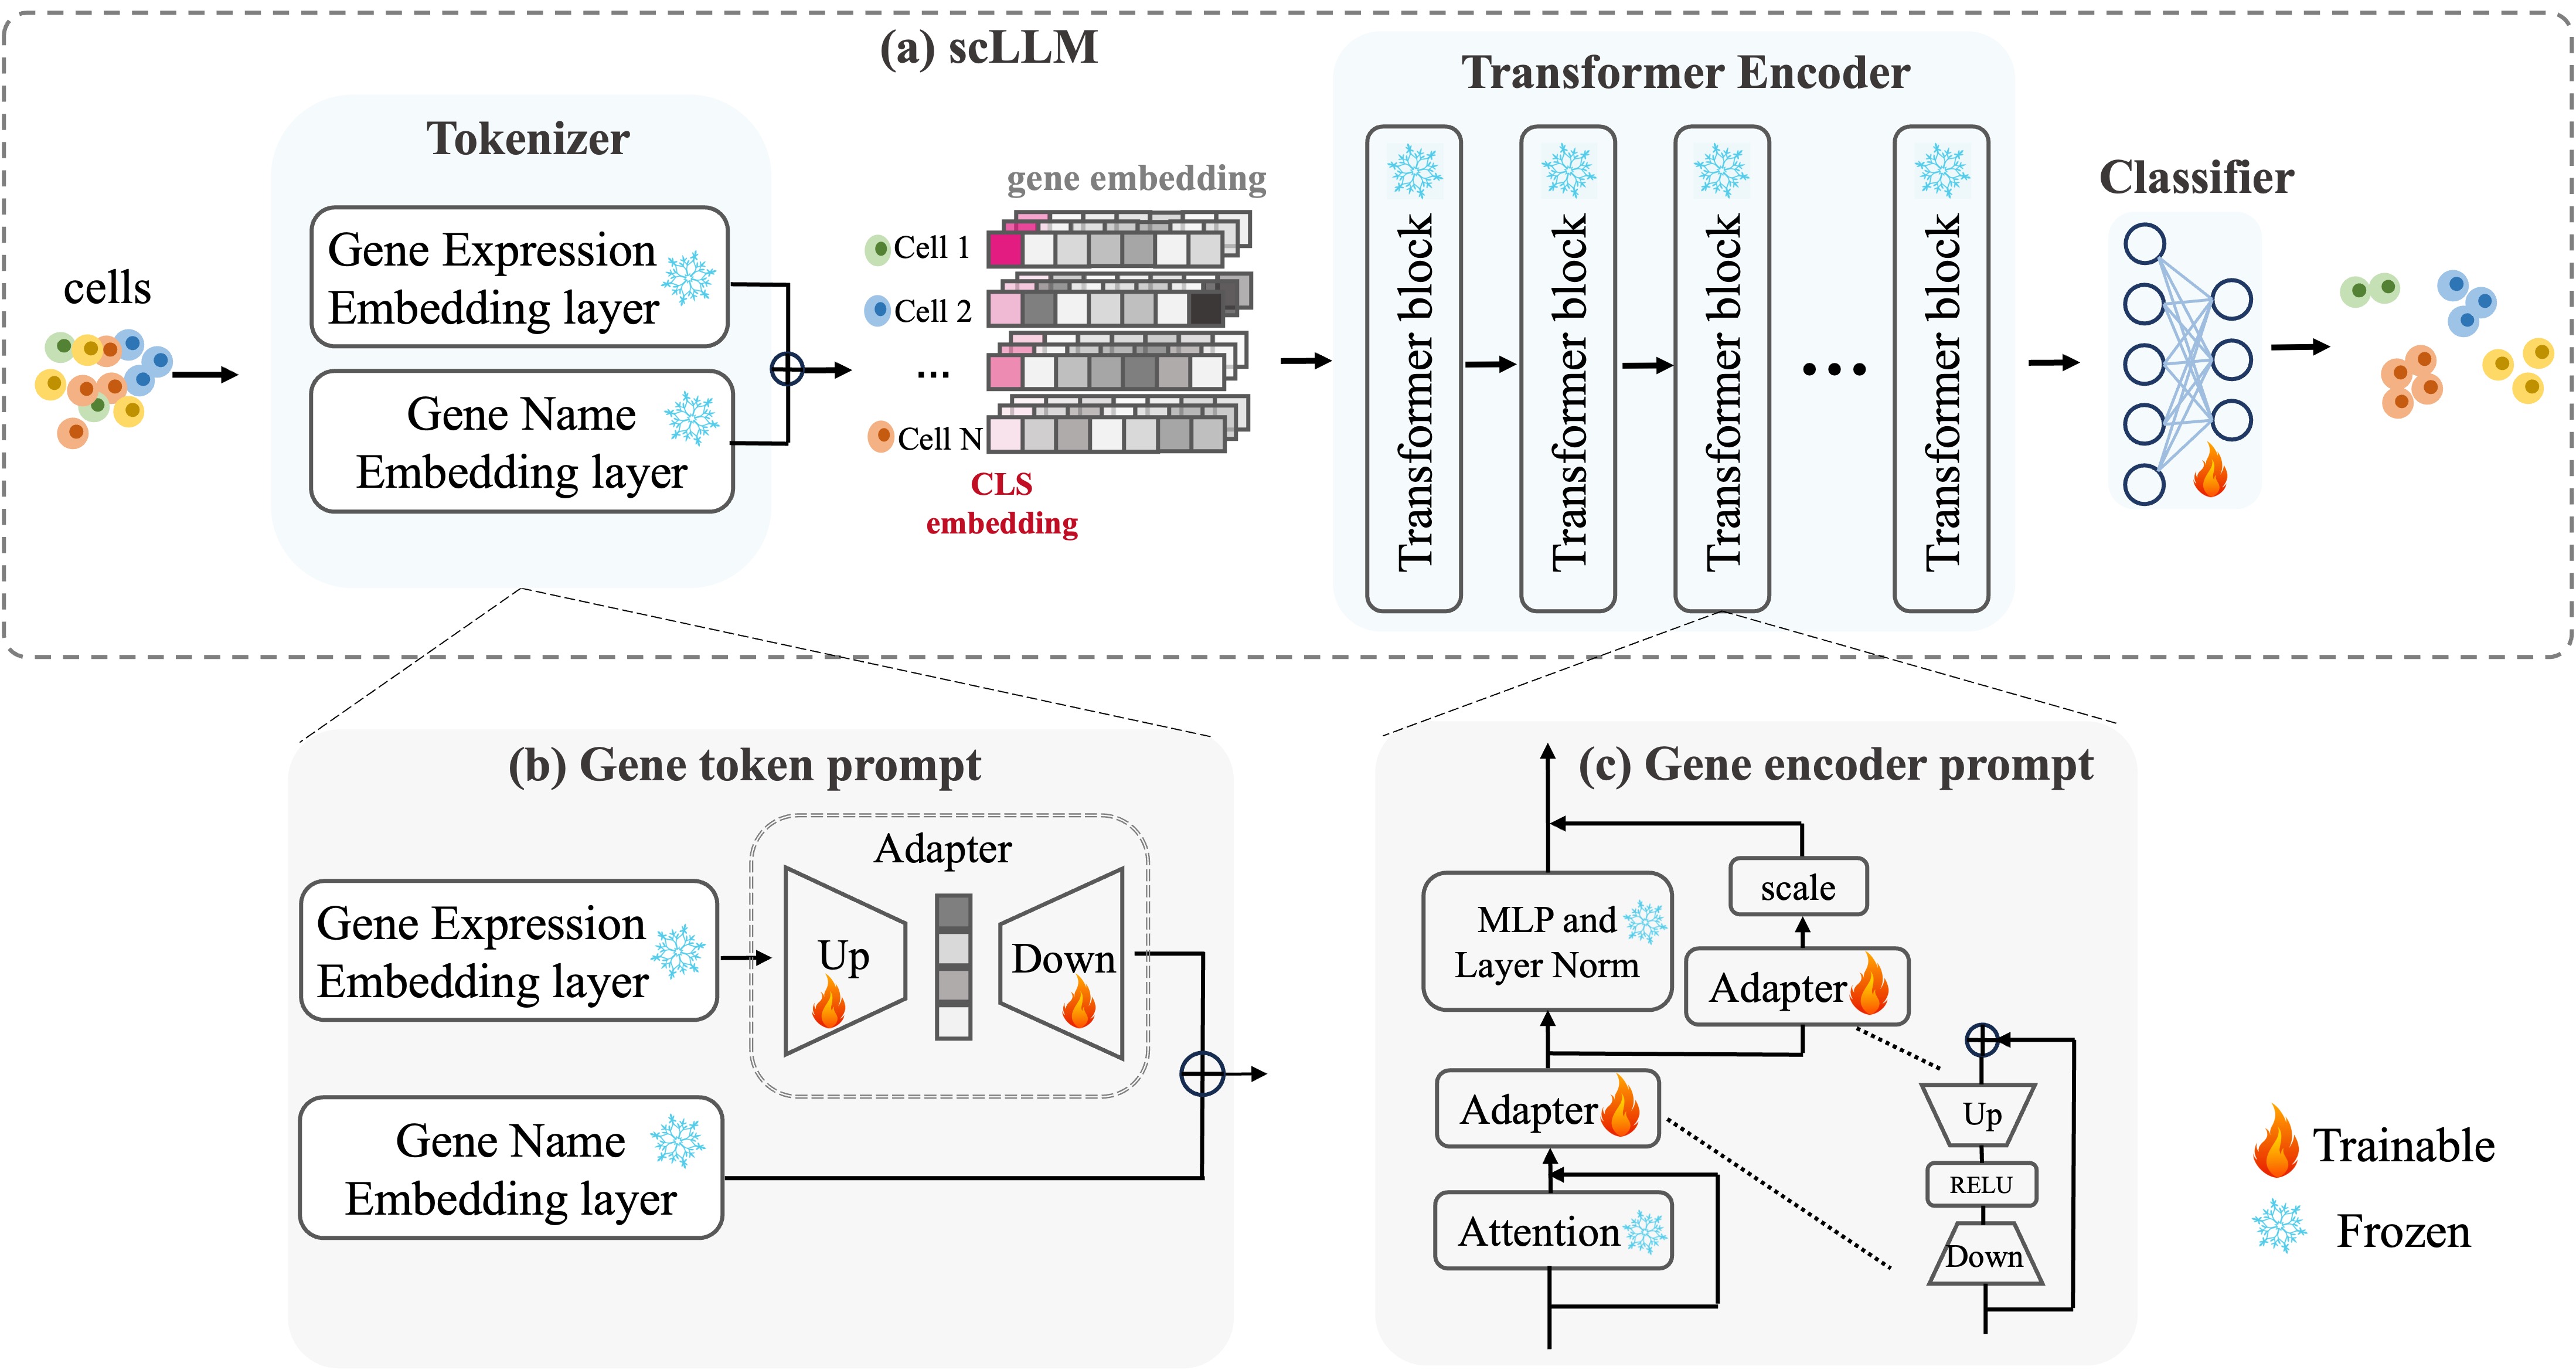 (a) scLLM
Tokenizer
Gene Expression
Embedding layer
Gene Name
Embedding layer
cells
gene embedding
Cell 1
Cell 2
...
Cell N
CLS
embedding
Transformer Encoder
Transformer block
Transformer block
Transformer block
...
Transformer block
Classifier
(b) Gene token prompt
Adapter
Gene Expression
Embedding layer
Up
Down
Gene Name
Embedding layer
(c) Gene encoder prompt
scale
MLP and
Layer Norm
Adapter
Adapter
Attention
Up
RELU
Down
Trainable
Frozen